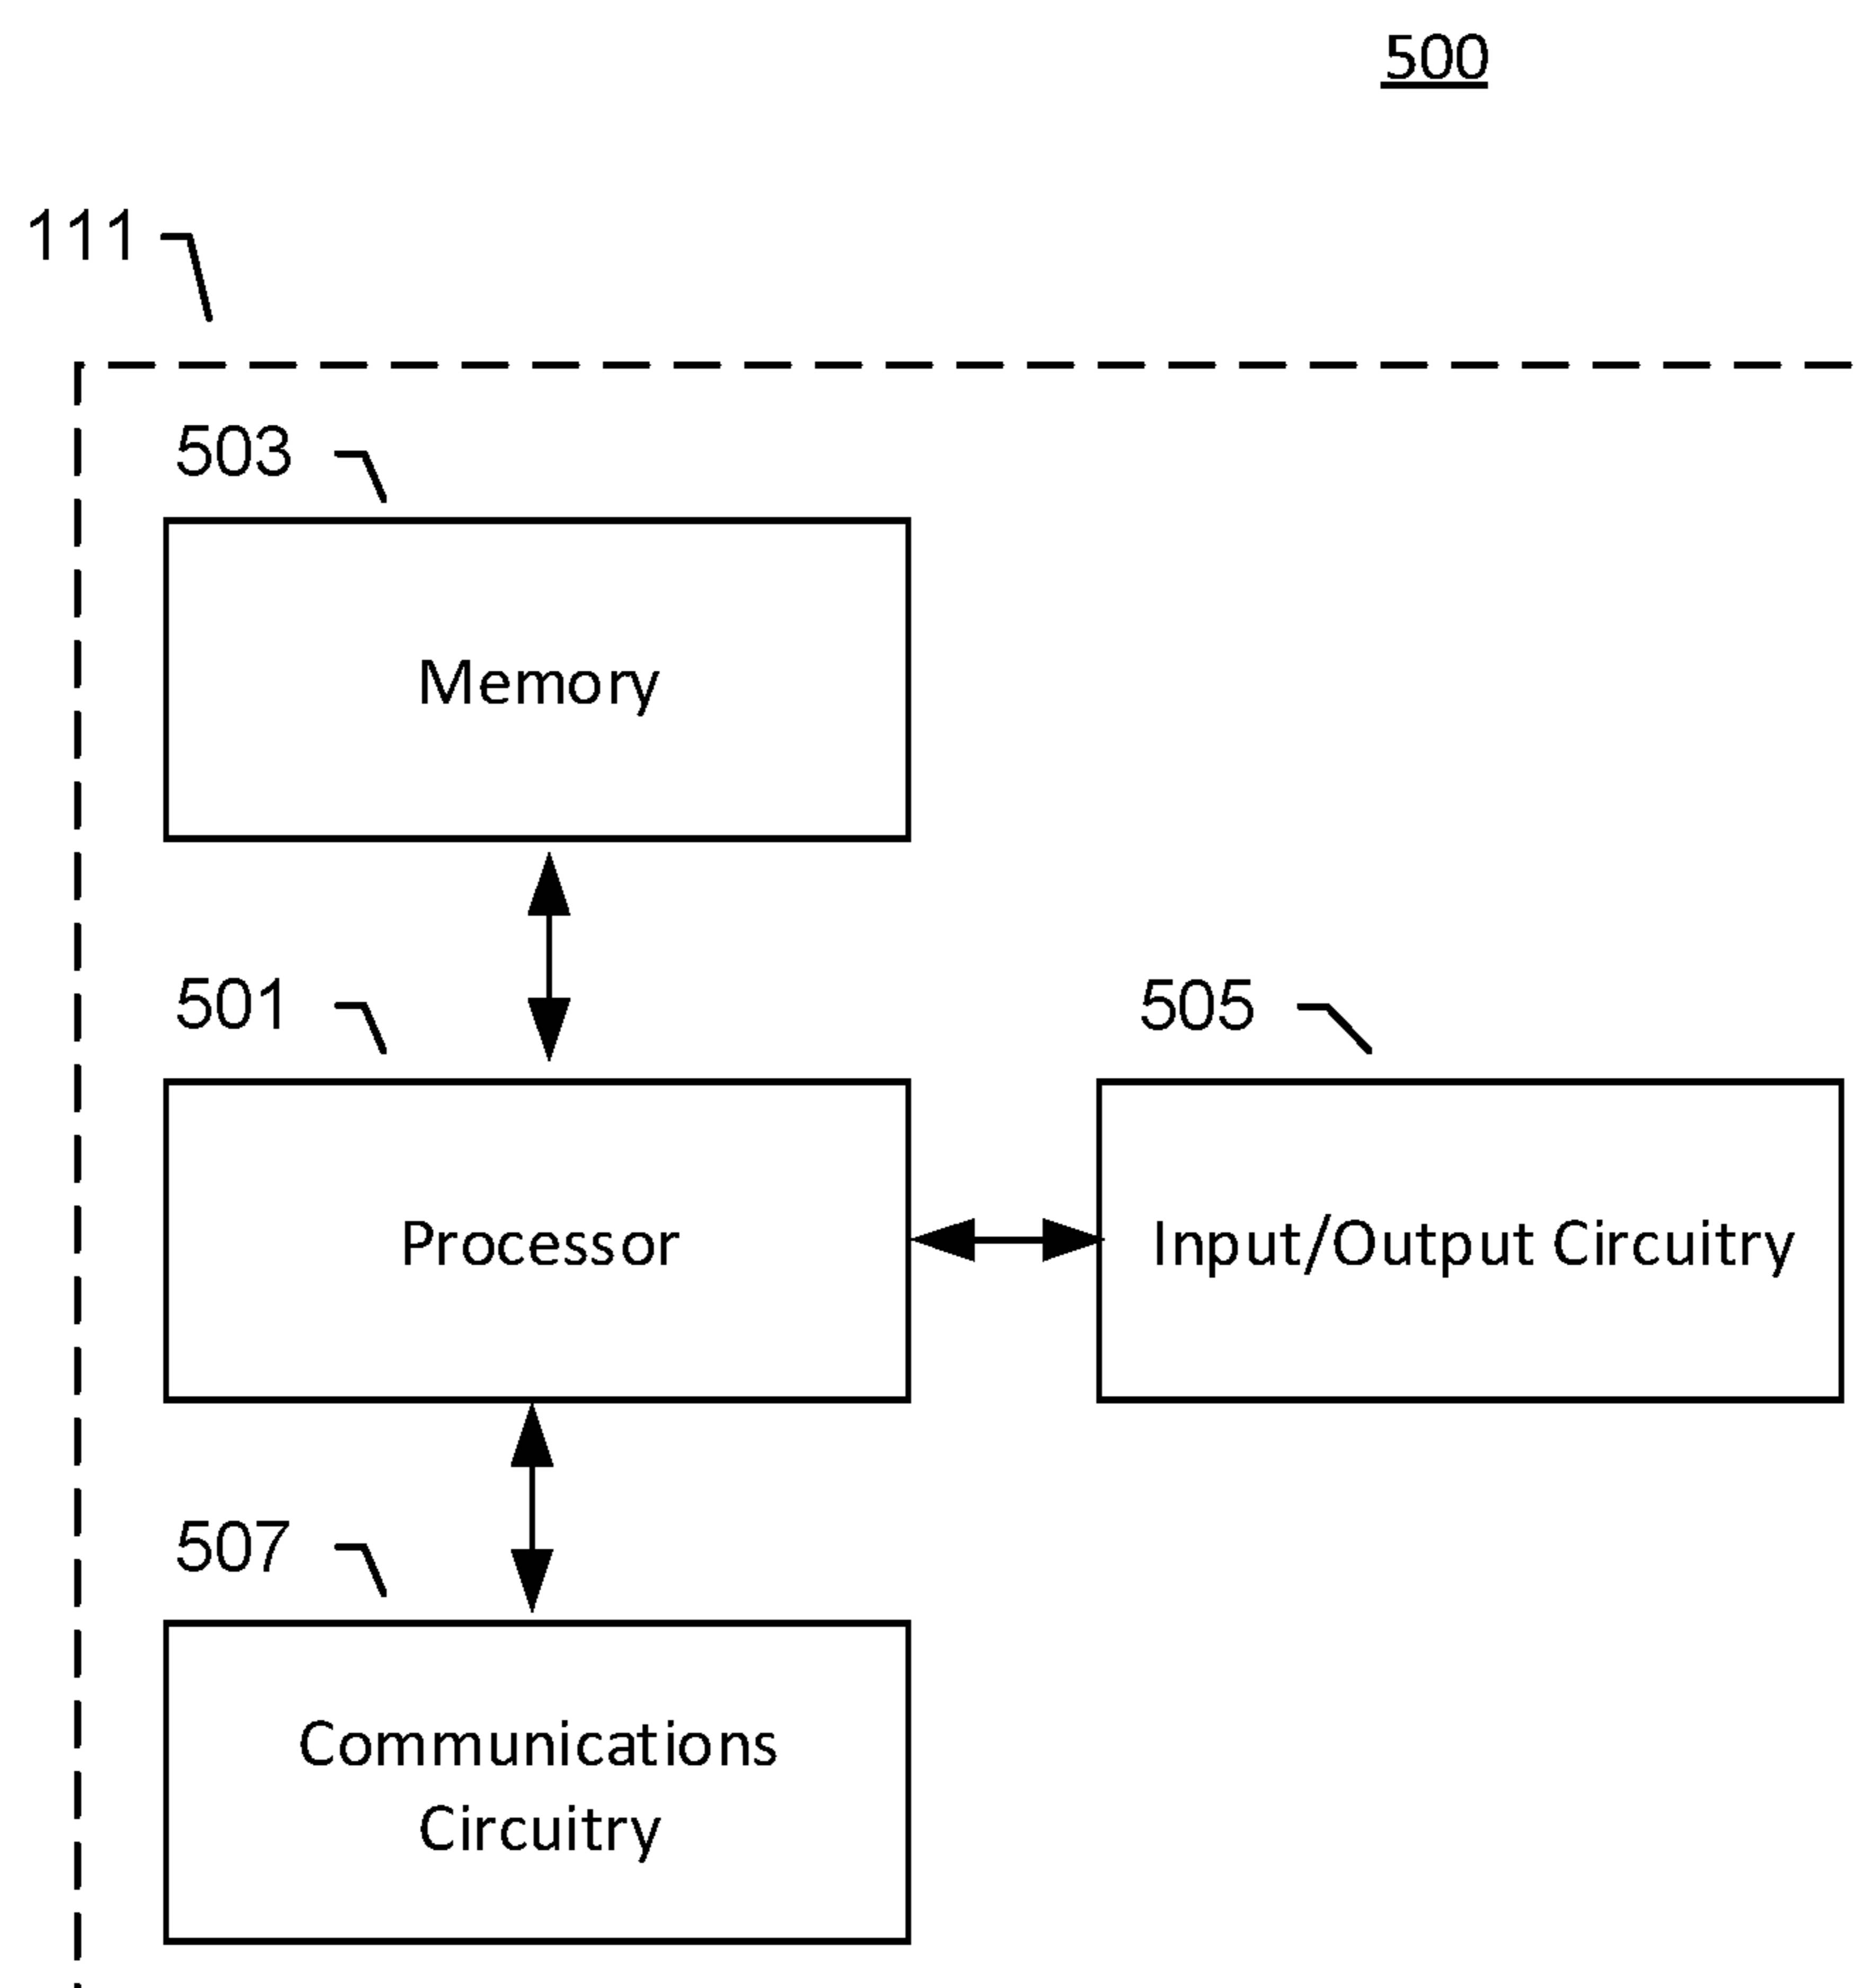 500
111
503
Memory
501
505
Processor
Input/Output Circuitry
507
Communications
Circuitry